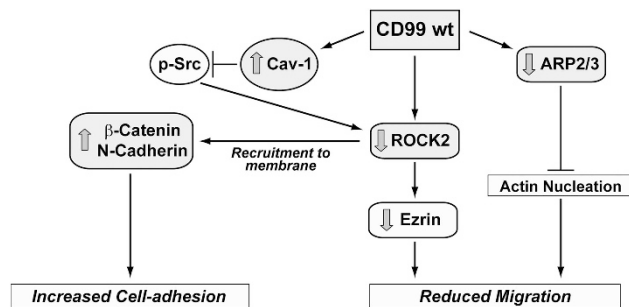 CD99 wt
p-Src
Cav-1
ARP2/3
β-Catenin
N-Cadherin
Recruitment to
membrane
ROCK2
Actin Nucleation
Ezrin
Increased Cell-adhesion
Reduced Migration